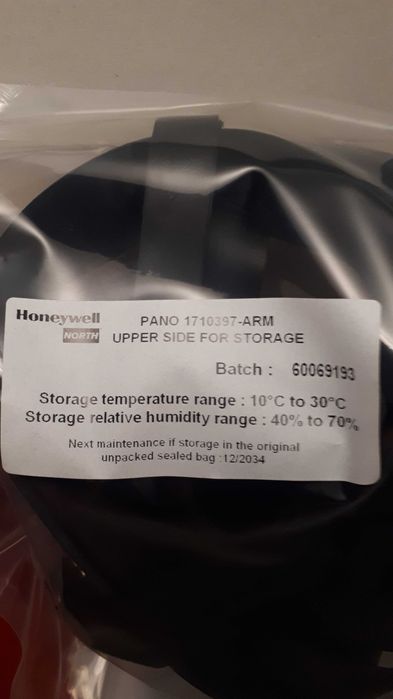 Honeywell
NORTH
PANO 1710397-ARM
UPPER SIDE FOR STORAGE
Batch : 60069193
Storage temperature range : 10°C to 30°C
Storage relative humidity range : 40% to 70%
Next maintenance if storage in the original
unpacked sealed bag :12/2034